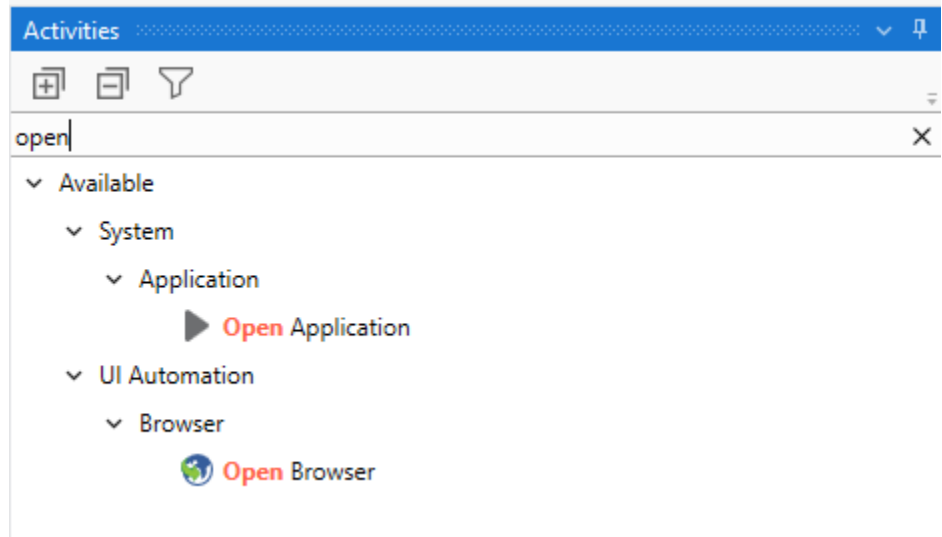 Activities
open
Available
System
Application
Open Application
UI Automation
Browser
Open Browser